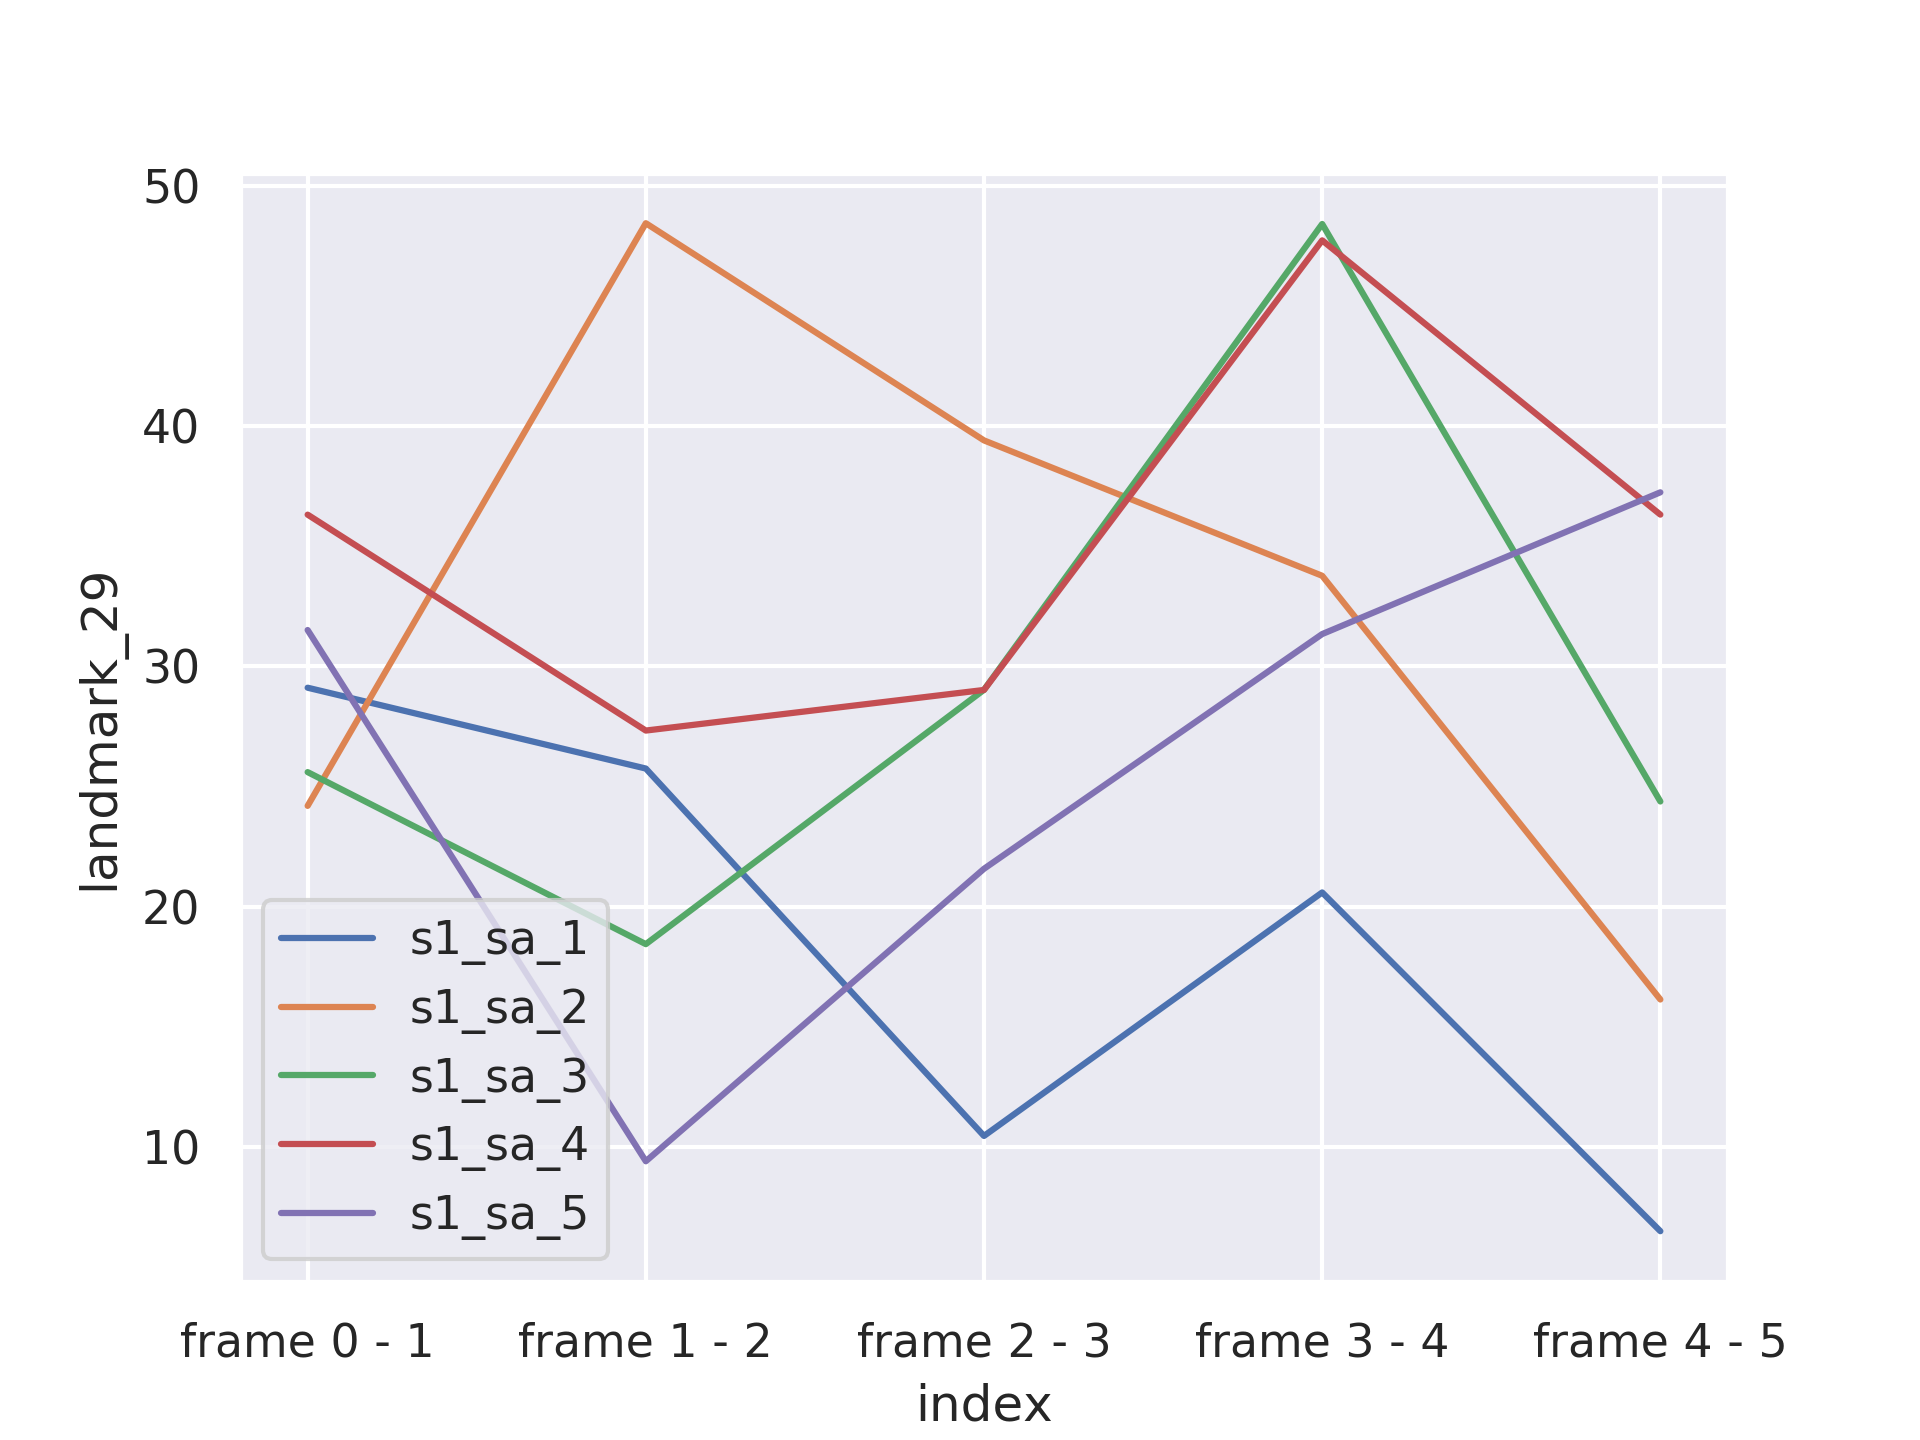 50
40
30
20
10
landmark_29
s1_sa_1
s1_sa_2
s1_sa_3
s1_sa_4
s1_sa_5
frame 0 - 1 frame 1 - 2 frame 2 - 3 frame 3 - 4 frame 4 - 5
index